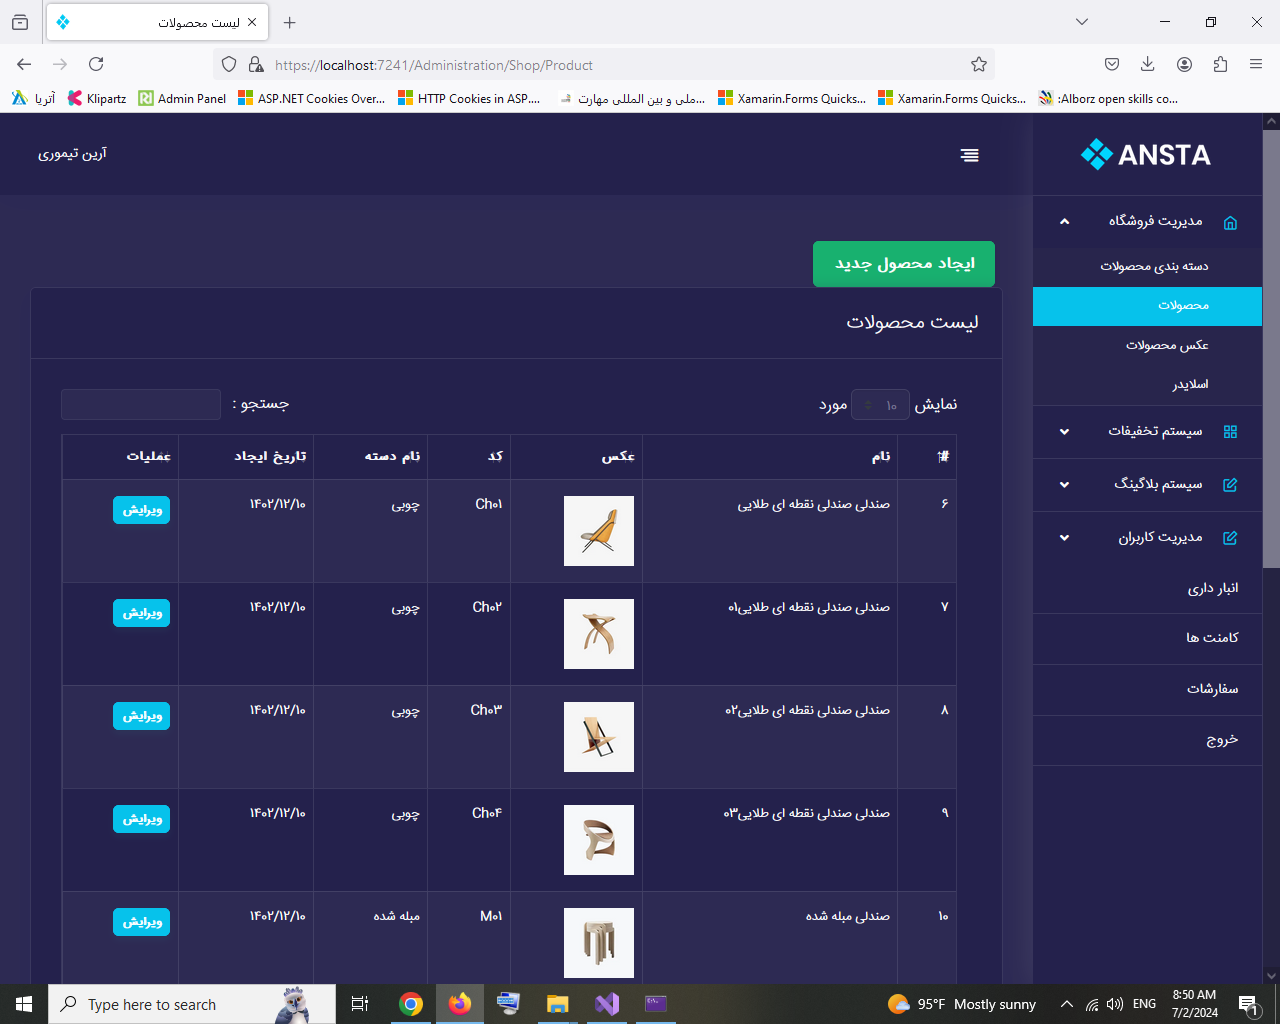 لیست محصولات
https://localhost:7241/Administration/Shop/Product
آتریا
Klipartz
Admin Panel
ASP.NET Cookies Over...
HTTP Cookies in ASP....
ملی و بین المللی مهارت...
Xamarin.Forms Quicks...
Xamarin.Forms Quicks...
:Alborz open skills co...
ANSTA
آرین تیموری
مدیریت فروشگاه
دسته بندی محصولات
محصولات
عکس محصولات
اسلایدر
سیستم تخفیفات
سیستم بلاگینگ
مدیریت کاربران
انبار داری
کامنت ها
سفارشات
خروج
ایجاد محصول جدید
لیست محصولات
نمایش ۱۰ مورد
جستجو :
# نام عکس کد نام دسته تاریخ ایجاد عملیات
۶ صندلی صندلی نقطه ای طلایی Ch۰۱ چوبی ۱۴۰۲/۱۲/۱۰ ویرایش
۷ صندلی صندلی نقطه ای طلایی۰۱ Ch۰۲ چوبی ۱۴۰۲/۱۲/۱۰ ویرایش
۸ صندلی صندلی نقطه ای طلایی۰۲ Ch۰۳ چوبی ۱۴۰۲/۱۲/۱۰ ویرایش
۹ صندلی صندلی نقطه ای طلایی۰۳ Ch۰۴ چوبی ۱۴۰۲/۱۲/۱۰ ویرایش
۱۰ صندلی مبله شده M۰۱ مبله شده ۱۴۰۲/۱۲/۱۰ ویرایش
Type here to search
95°F Mostly sunny
ENG
8:50 AM
7/2/2024
1